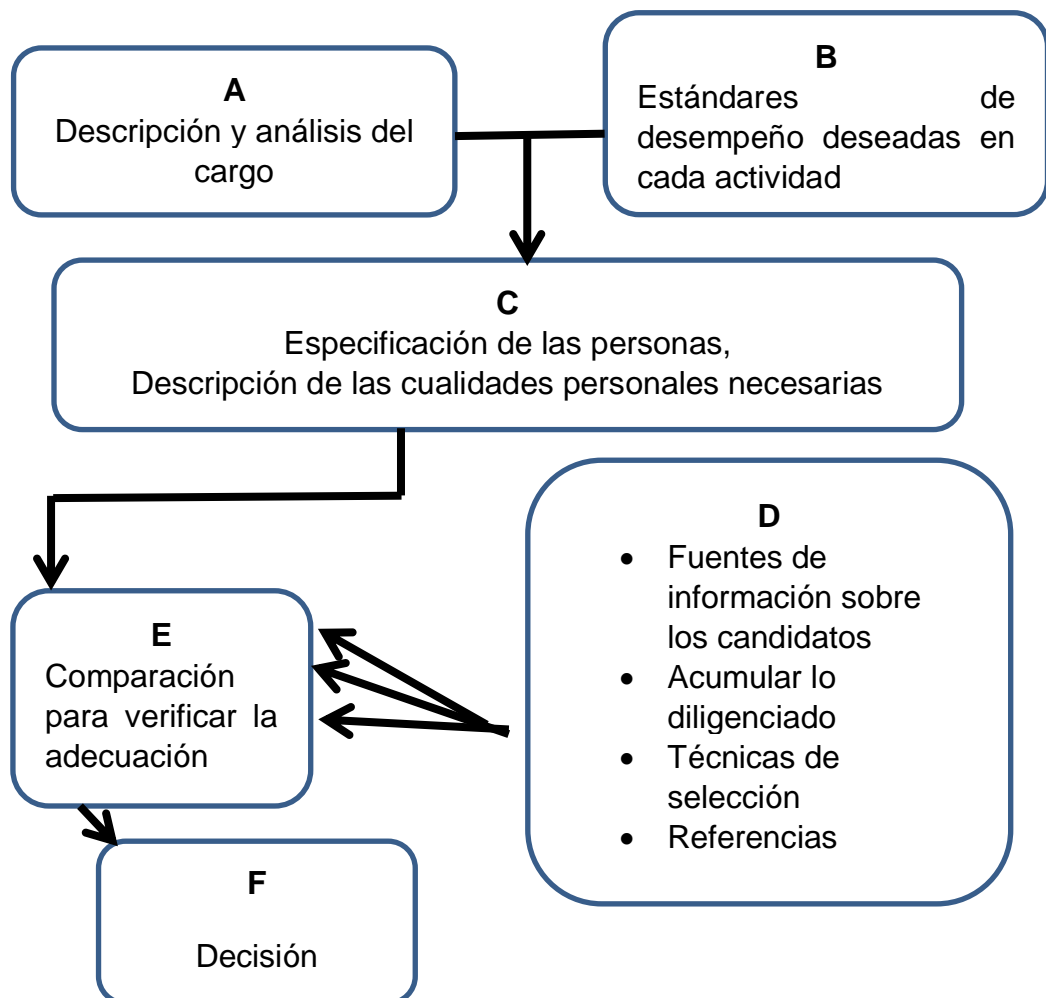 A
Descripción y análisis del
cargo
B
Estándares de
desempeño deseadas en
cada actividad
C
Especificación de las personas,
Descripción de las cualidades personales necesarias
D
• Fuentes de
información sobre
los candidatos
• Acumular lo
diligenciado
• Técnicas de
selección
• Referencias
E
Comparación
para verificar la
adecuación
F
Decisión